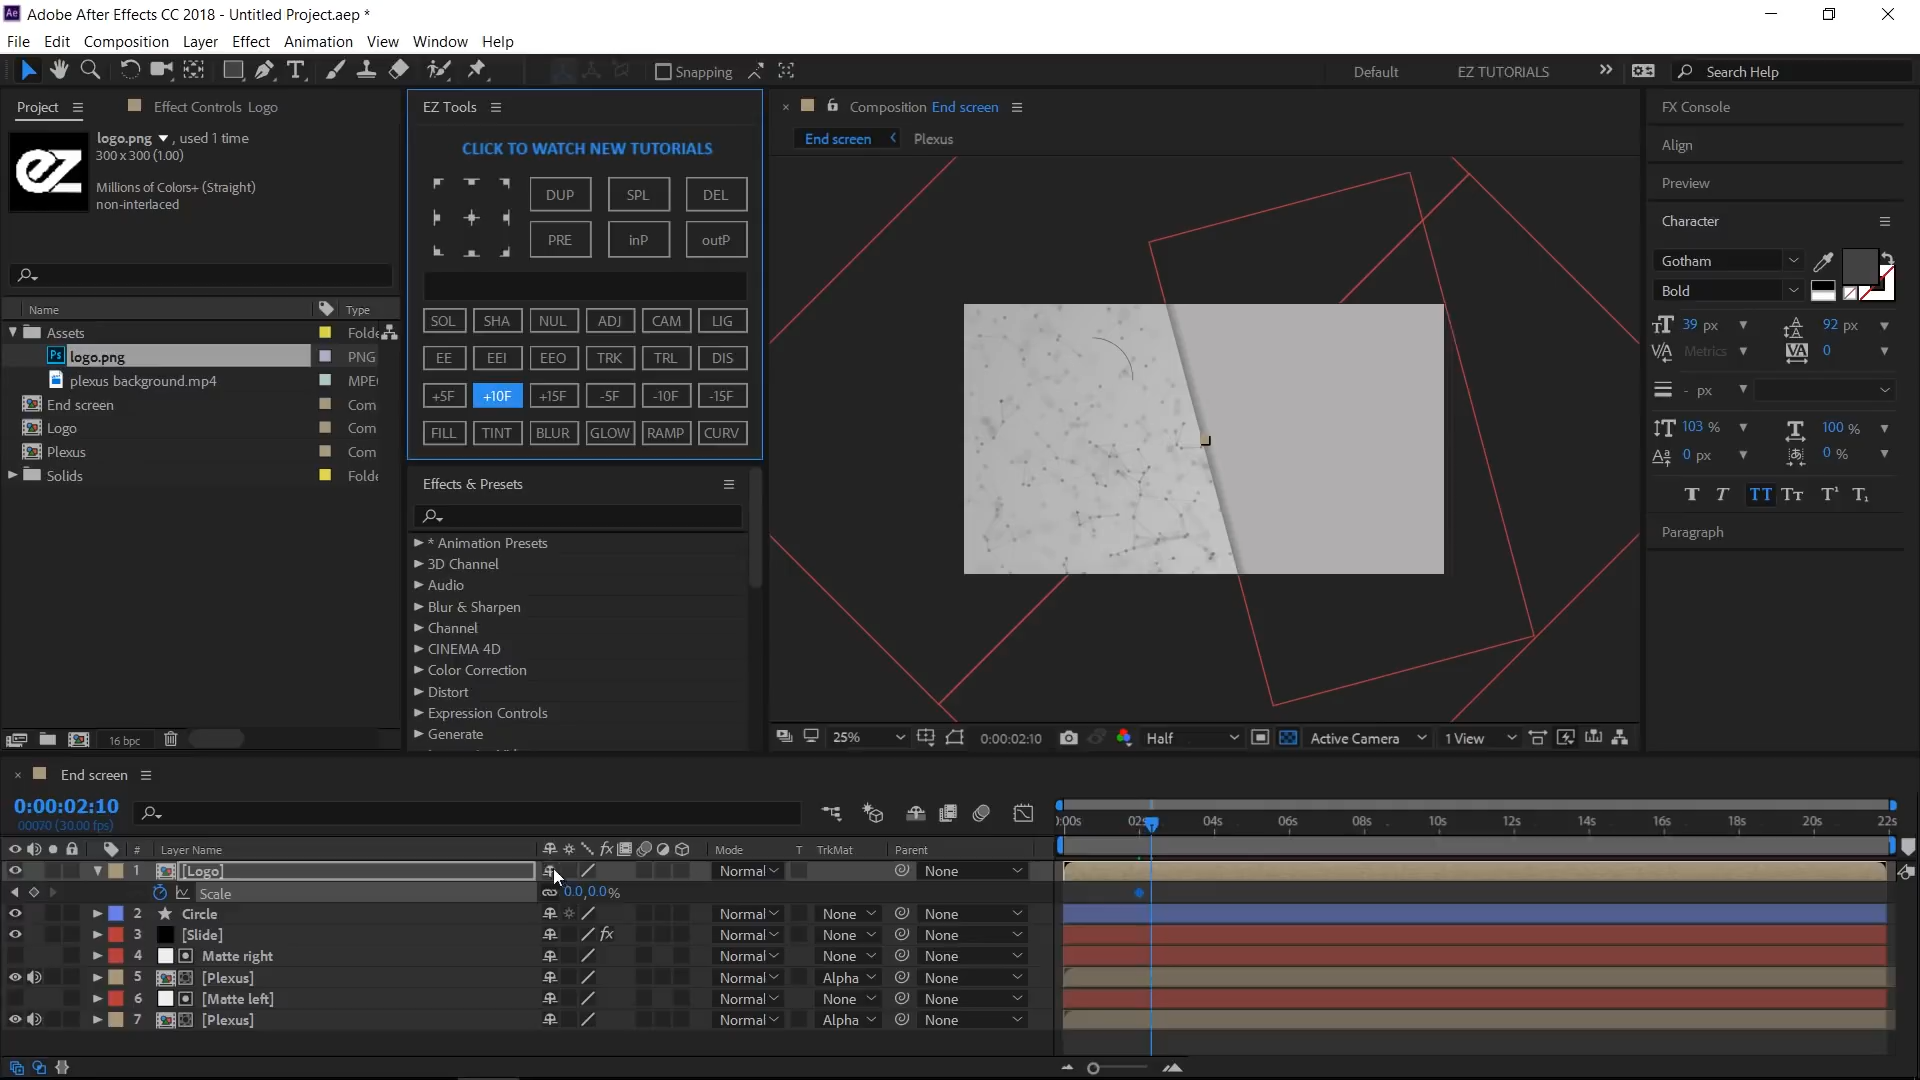 Ae Adobe After Effects CC 2018 - Untitled Project.aep *
File Edit Composition Layer Effect Animation View Window Help
Snapping Default EZ TUTORIALS Search Help
Project Effect Controls Logo
ez
logo.png , used 1 time
300 x 300 (1.00)
Millions of Colors+ (Straight)
non-interlaced
Name Type
Assets Folde
Ps logo.png PNG
plexus background.mp4 MPE
End screen Com
Logo Com
Plexus Com
Solids Folde
16 bpc
EZ Tools
CLICK TO WATCH NEW TUTORIALS
DUP SPL DEL
PRE inP outP
SOL SHA NUL ADJ CAM LIG
EE EEI EEO TRK TRL DIS
+5F +10F +15F -5F -10F -15F
FILL TINT BLUR GLOW RAMP CURV
Effects & Presets
* Animation Presets
3D Channel
Audio
Blur & Sharpen
Channel
CINEMA 4D
Color Correction
Distort
Expression Controls
Generate
Composition End screen
End screen Plexus
25% 0:00:02:10 Half Active Camera 1 View
FX Console
Align
Preview
Character
Gotham
Bold
39 px 92 px
Metrics 0
- px
103 % 100 %
0 px 0 %
Paragraph
End screen
0:00:02:10
00070 (30.00 fps)
# Layer Name fx Mode T TrkMat Parent
1 [Logo] Normal None
Scale 0.0,0.0%
2 Circle Normal None None
3 [Slide] fx Normal None None
4 Matte right Normal None None
5 [Plexus] Normal Alpha None
6 [Matte left] Normal None None
7 [Plexus] Normal Alpha None
):00s 02s 04s 06s 08s 10s 12s 14s 16s 18s 20s 22s